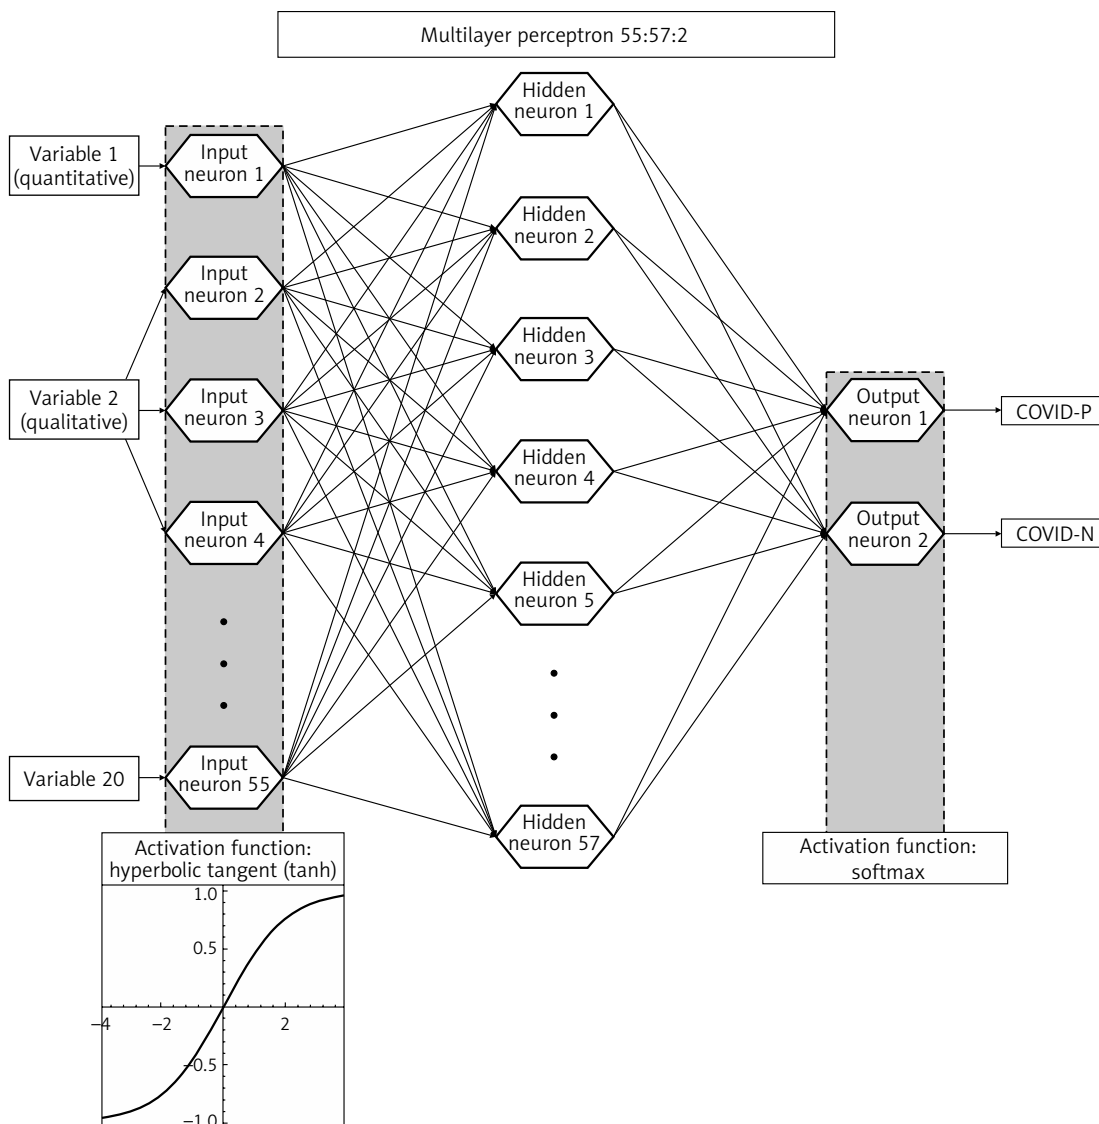 Multilayer perceptron 55:57:2
Variable 1
(quantitative)
Variable 2
(qualitative)
Variable 20
Input
neuron 1
Input
neuron 2
Input
neuron 3
Input
neuron 4
Input
neuron 55
Hidden
neuron 1
Hidden
neuron 2
Hidden
neuron 3
Hidden
neuron 4
Hidden
neuron 5
Hidden
neuron 57
Output
neuron 1
Output
neuron 2
COVID-P
COVID-N
Activation function:
hyperbolic tangent (tanh)
1.0
0.5
−4 −2 2
−0.5
−1.0
Activation function:
softmax